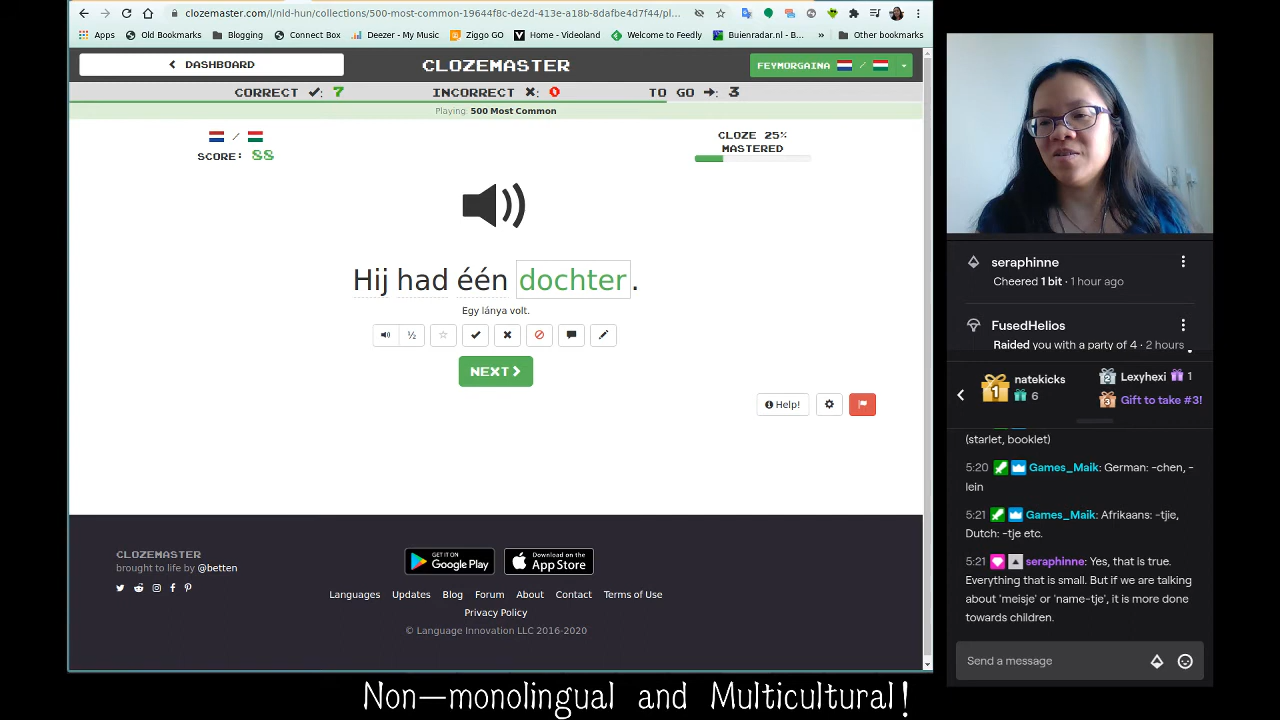 clozemaster.com/l/nld-hun/collections/500-most-common-19644f8c-de2d-413e-a18b-8dafbe4d7f44/pl...
Apps Old Bookmarks Blogging Connect Box Deezer - My Music Ziggo GO Home - Videoland Welcome to Feedly Buienradar.nl - B... » Other bookmarks
DASHBOARD
CLOZEMASTER
FEYMORGAINA /
CORRECT ✔: 7 INCORRECT ✖: 0 TO GO ➔: 3
Playing: 500 Most Common
/
SCORE: 88
CLOZE 25%
MASTERED
Hij had één dochter.
Egy lánya volt.
½
NEXT
Help!
CLOZEMASTER
brought to life by @betten
GET IT ON
Google Play
Download on the
App Store
Languages Updates Blog Forum About Contact Terms of Use
Privacy Policy
© Language Innovation LLC 2016-2020
seraphinne
Cheered 1 bit · 1 hour ago
FusedHelios
Raided you with a party of 4 · 2 hours
1 natekicks
6
2 Lexyhexi 1
3 Gift to take #3!
(starlet, booklet)
5:20 Games_Maik: German: -chen, -
lein
5:21 Games_Maik: Afrikaans: -tjie,
Dutch: -tje etc.
5:21 seraphinne: Yes, that is true.
Everything that is small. But if we are talking
about 'meisje' or 'name-tje', it is more done
towards children.
Send a message
Non-monolingual and Multicultural!